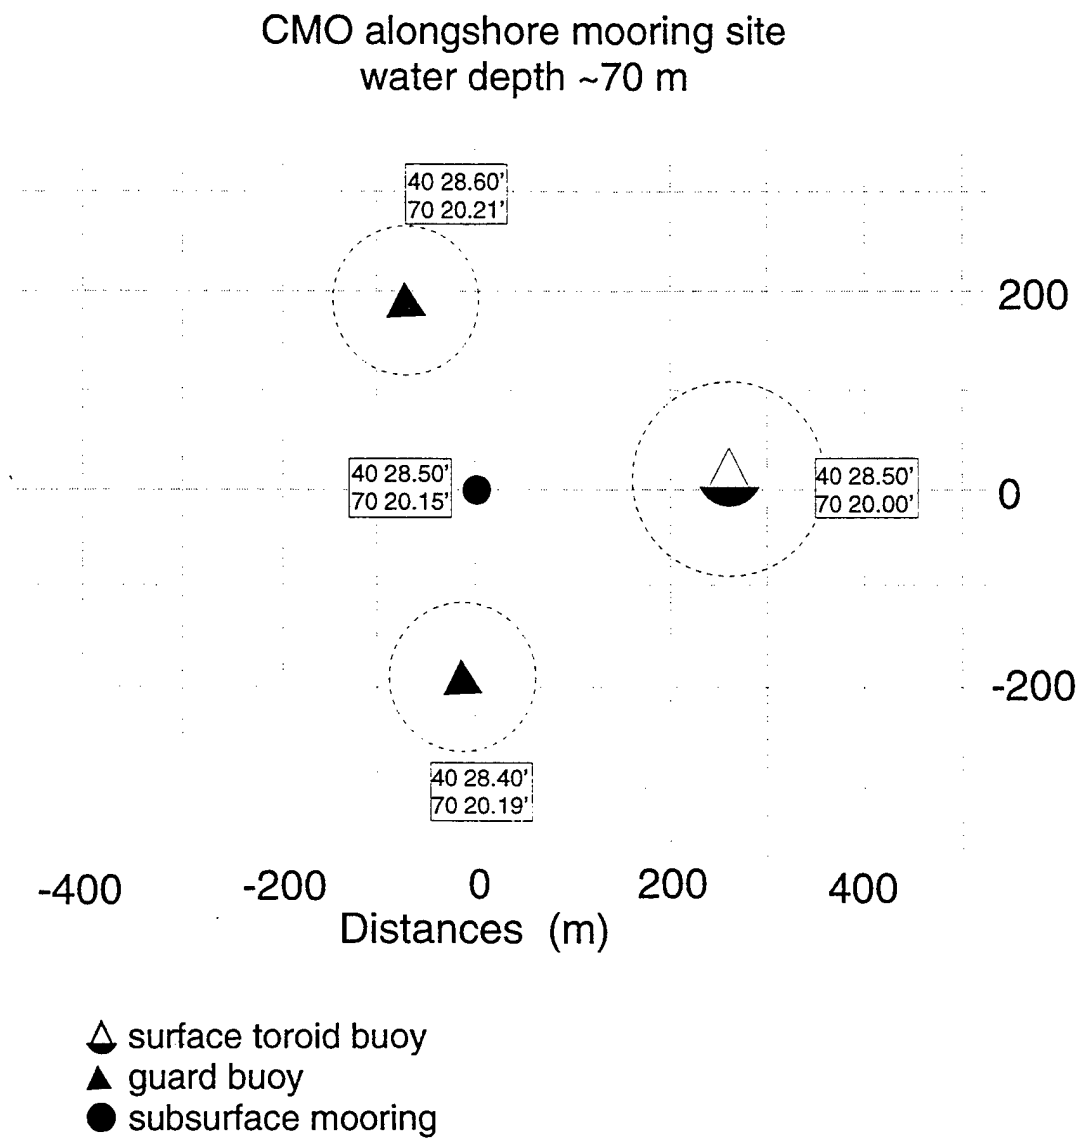 CMO alongshore mooring site
water depth ~70 m
40 28.60'
70 20.21'
200
40 28.50'
70 20.15'
40 28.50'
70 20.00'
0
-200
40 28.40'
70 20.19'
-400
-200
0
200
400
Distances (m)
surface toroid buoy
guard buoy
subsurface mooring